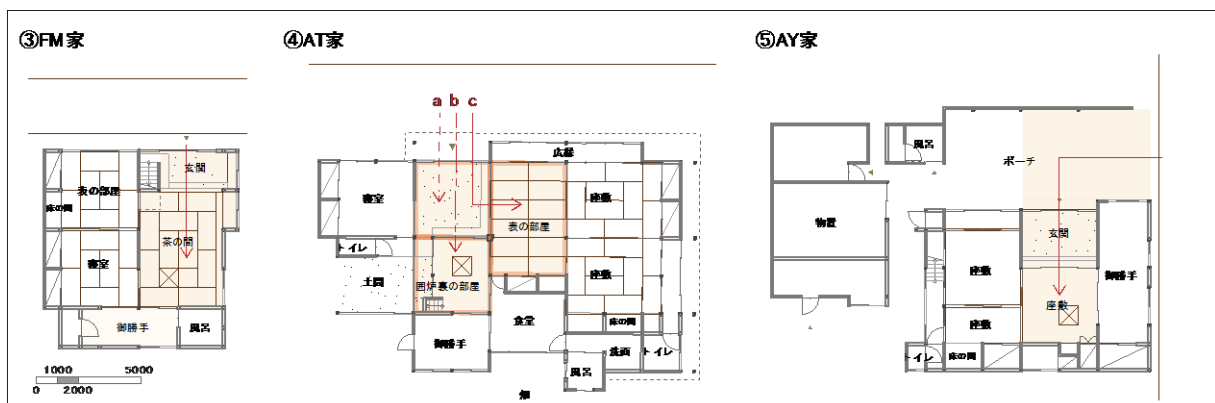 ③FM家
玄関
表の部屋
床の間
茶の間
寝室
御勝手
風呂
1000
5000
0
2000
④AT家
a
b
c
広縁
寝室
座敷
表の部屋
トイレ
土間
囲炉裏の部屋
座敷
食堂
床の間
御勝手
洗面
トイレ
風呂
畑
⑤AY家
風呂
ポーチ
物置
玄関
座敷
御勝手
座敷
座敷
トイレ
床の間